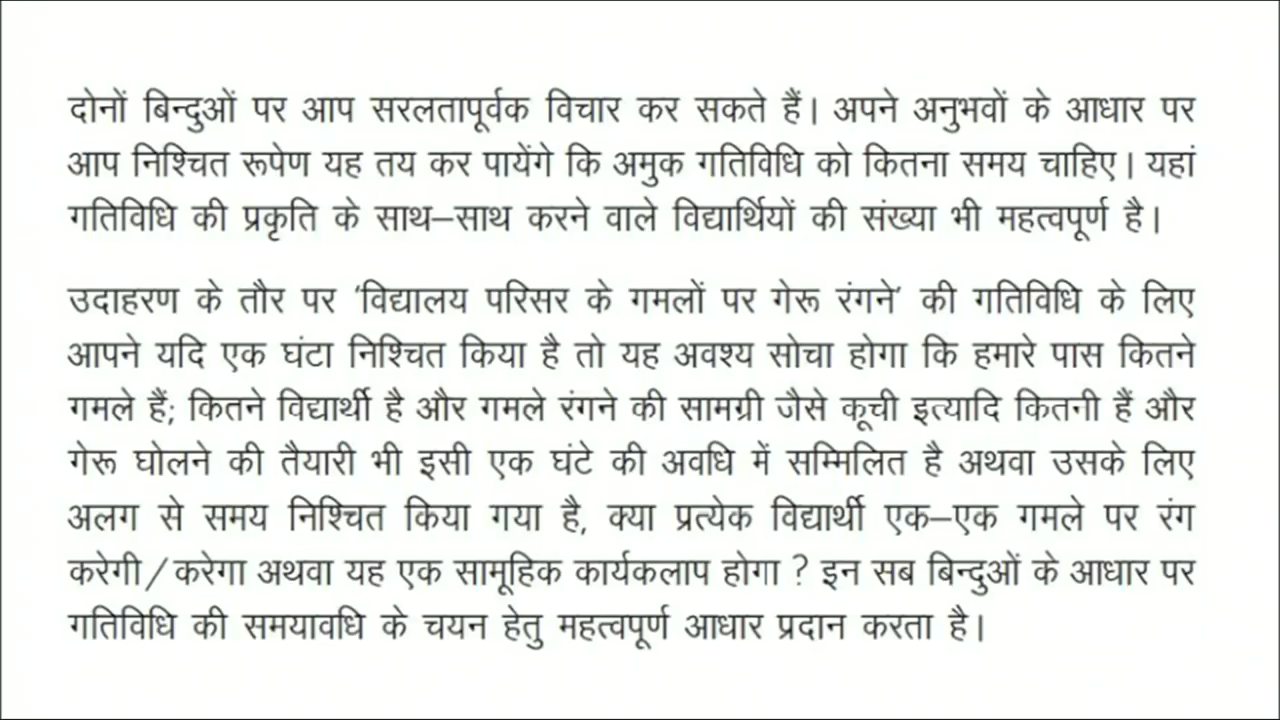 दोनों बिन्दुओं पर आप सरलतापूर्वक विचार कर सकते हैं। अपने अनुभवों के आधार पर
आप निश्चित रूपेण यह तय कर पायेंगे कि अमुक गतिविधि को कितना समय चाहिए। यहां
गतिविधि की प्रकृति के साथ–साथ करने वाले विद्यार्थियों की संख्या भी महत्वपूर्ण है।
उदाहरण के तौर पर ‘विद्यालय परिसर के गमलों पर गेरू रंगने’ की गतिविधि के लिए
आपने यदि एक घंटा निश्चित किया है तो यह अवश्य सोचा होगा कि हमारे पास कितने
गमले हैं; कितने विद्यार्थी है और गमले रंगने की सामग्री जैसे कूची इत्यादि कितनी हैं और
गेरू घोलने की तैयारी भी इसी एक घंटे की अवधि में सम्मिलित है अथवा उसके लिए
अलग से समय निश्चित किया गया है, क्या प्रत्येक विद्यार्थी एक–एक गमले पर रंग
करेगी/करेगा अथवा यह एक सामूहिक कार्यकलाप होगा ? इन सब बिन्दुओं के आधार पर
गतिविधि की समयावधि के चयन हेतु महत्वपूर्ण आधार प्रदान करता है।